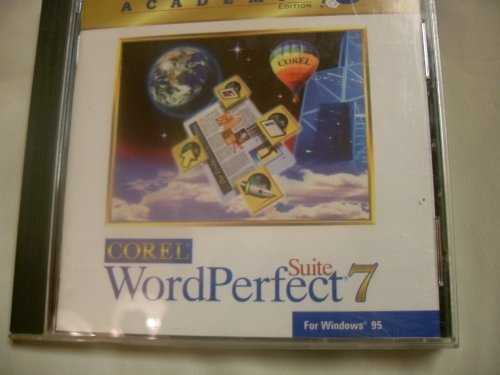 ACADEM
EDITION
COREL
COREL
WordPerfect® Suite 7
For Windows® 95